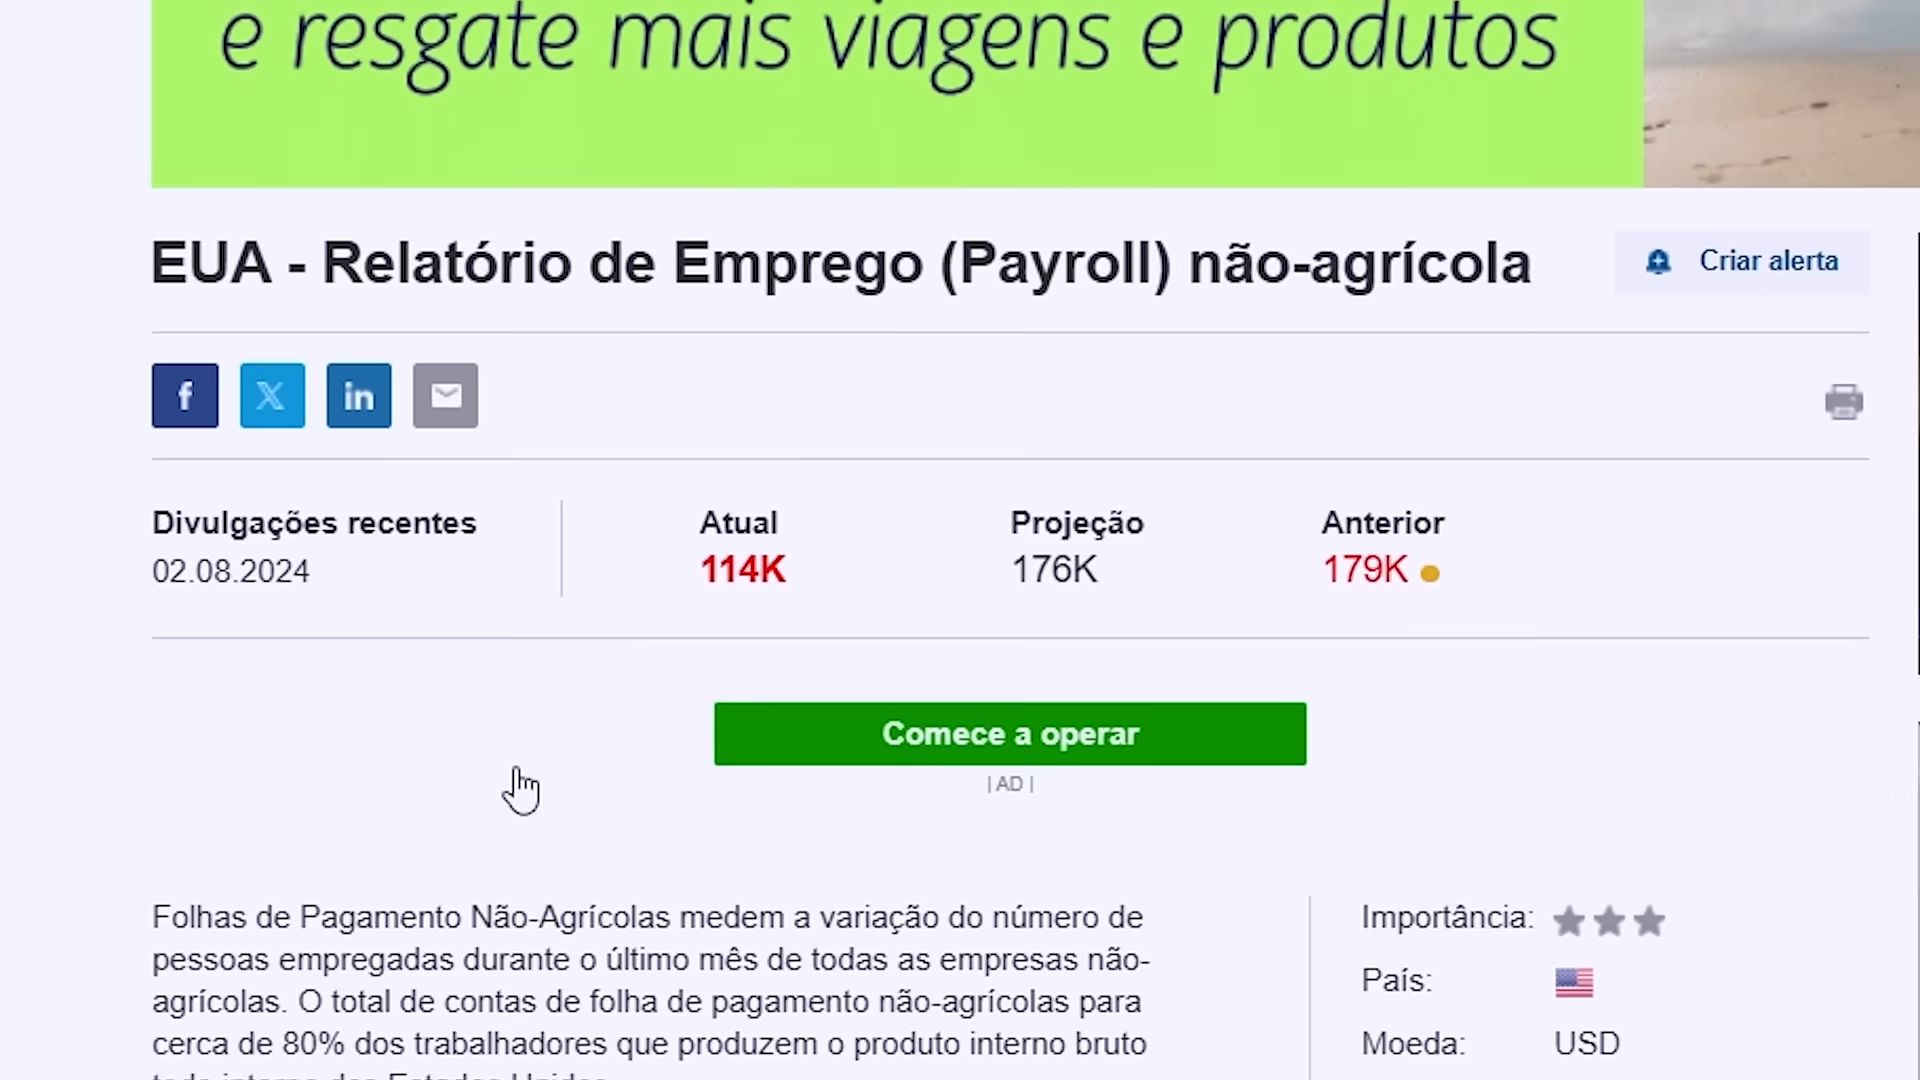 e resgate mais viagens e produtos
EUA - Relatório de Emprego (Payroll) não-agrícola
Criar alerta
Divulgações recentes
Atual
Projeção
Anterior
02.08.2024
114K
176K
179K
Comece a operar
| AD |
Folhas de Pagamento Não-Agrícolas medem a variação do número de
pessoas empregadas durante o último mês de todas as empresas não-
agrícolas. O total de contas de folha de pagamento não-agrícolas para
cerca de 80% dos trabalhadores que produzem o produto interno bruto
Importância:
País:
Moeda: USD